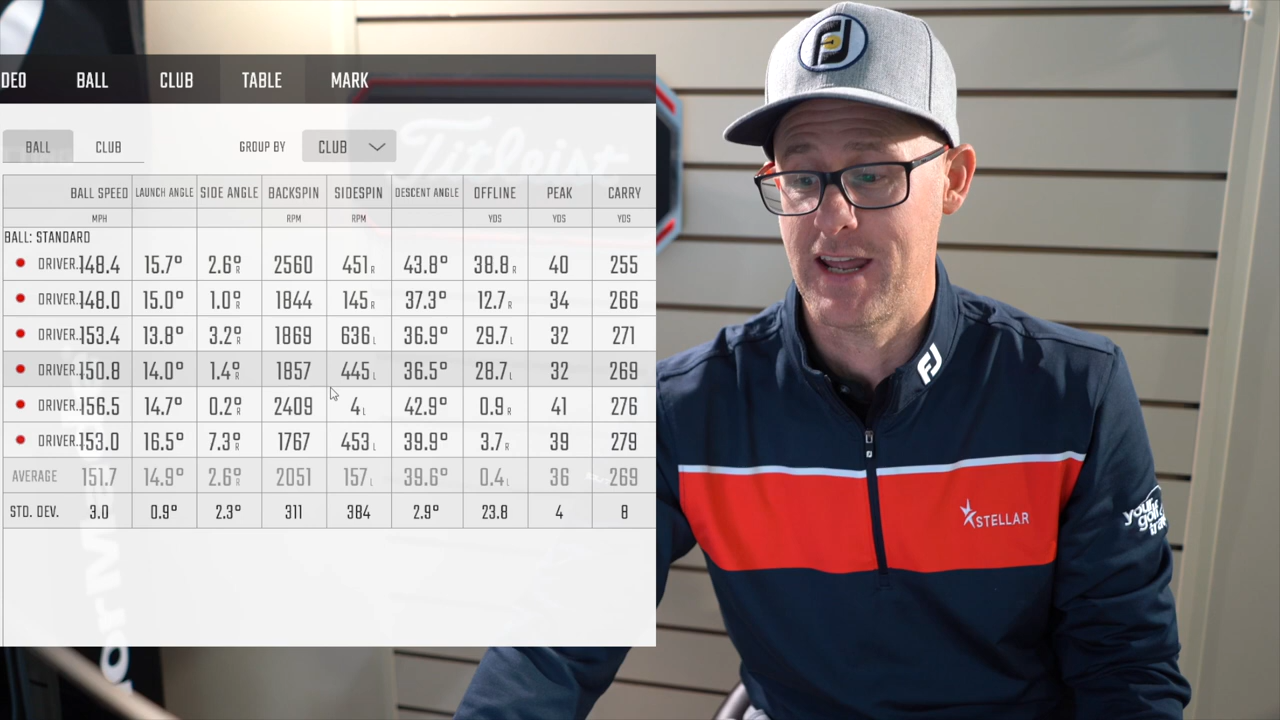 DEO BALL CLUB TABLE MARK
BALL CLUB GROUP BY CLUB
BALL SPEED LAUNCH ANGLE SIDE ANGLE BACKSPIN SIDESPIN DESCENT ANGLE OFFLINE PEAK CARRY
MPH RPM RPM YDS YDS YDS
BALL: STANDARD
DRIVER. 148.4 15.7° 2.6° R 2560 451 R 43.8° 38.8 R 40 255
DRIVER. 148.0 15.0° 1.0° R 1844 145 R 37.3° 12.7 R 34 266
DRIVER. 153.4 13.8° 3.2° R 1869 636 L 36.9° 29.7 L 32 271
DRIVER. 150.8 14.0° 1.4° R 1857 445 L 36.5° 28.7 L 32 269
DRIVER. 156.5 14.7° 0.2° R 2409 4 L 42.9° 0.9 R 41 276
DRIVER. 153.0 16.5° 7.3° R 1767 453 L 39.9° 3.7 R 39 279
AVERAGE 151.7 14.9° 2.6° R 2051 157 L 39.6° 0.4 L 36 269
STD. DEV. 3.0 0.9° 2.3° 311 384 2.9° 23.8 4 8
Titleist
FJ
FJ
STELLAR
your
golf